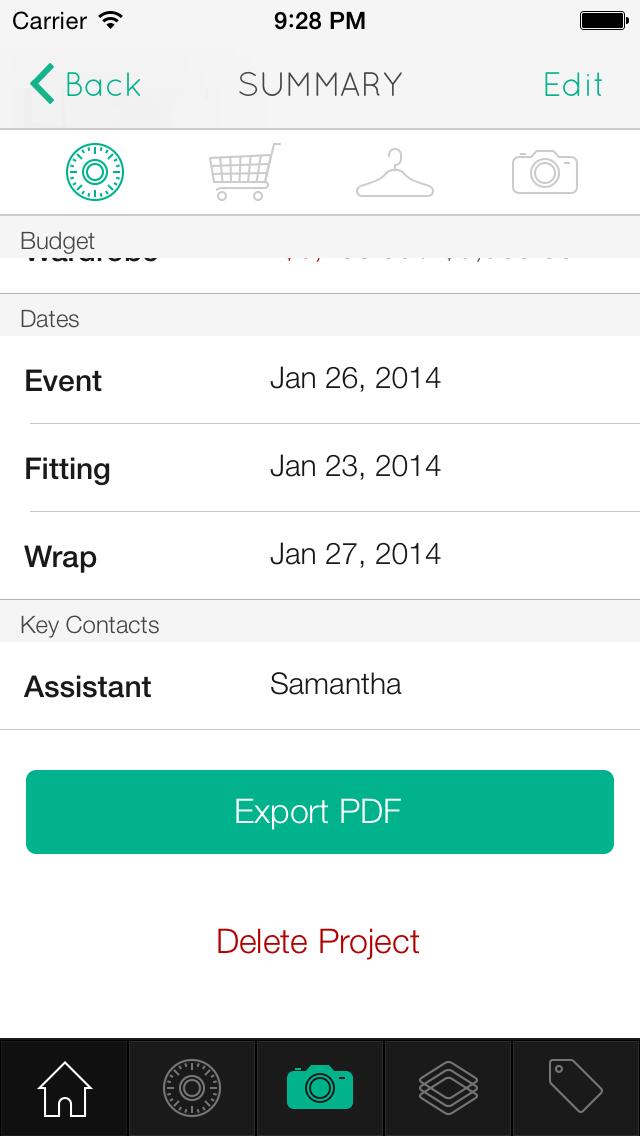 Carrier 9:28 PM
Back SUMMARY Edit
Budget
Wardrobe
Dates
Event Jan 26, 2014
Fitting Jan 23, 2014
Wrap Jan 27, 2014
Key Contacts
Assistant Samantha
Export PDF
Delete Project